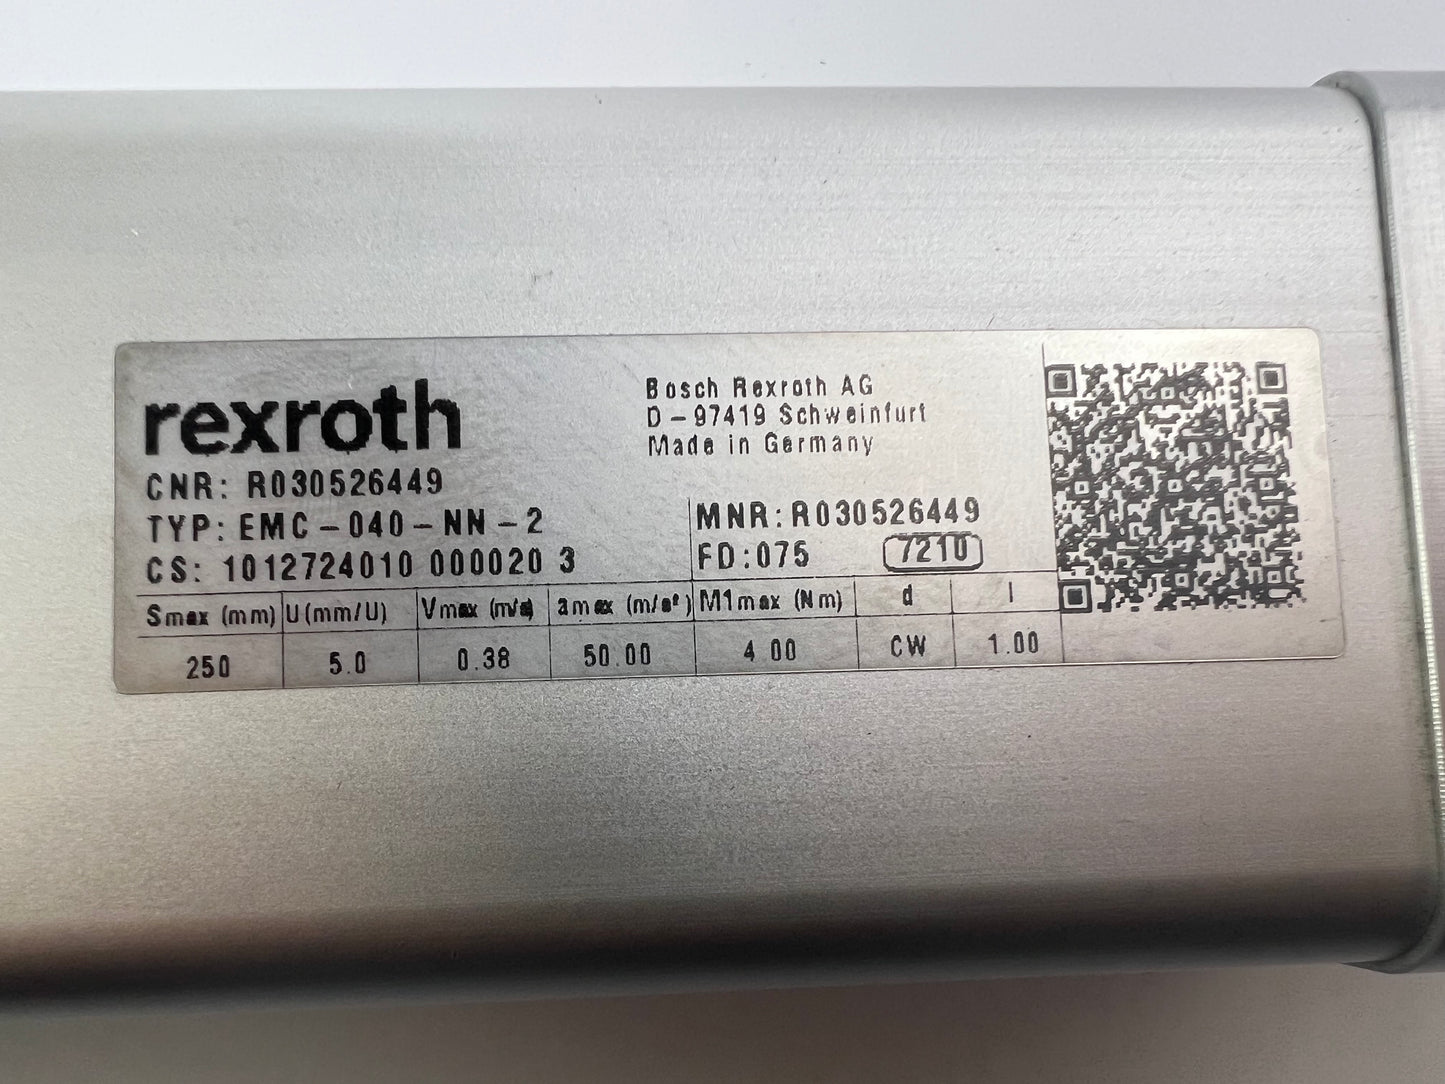 rexroth
Bosch Rexroth AG
D-97419 Schweinfurt
Made in Germany
CNR: R030526449
TYP: EMC-040-NN-2
MNR: R030526449
CS: 1012724010 000020 3
FD: 075 7210
Smax (mm) U (mm/U) Vmax (m/s) amax (m/s²) M1max (Nm) d i
250 5.0 0.38 50.00 4.00 CW 1.00